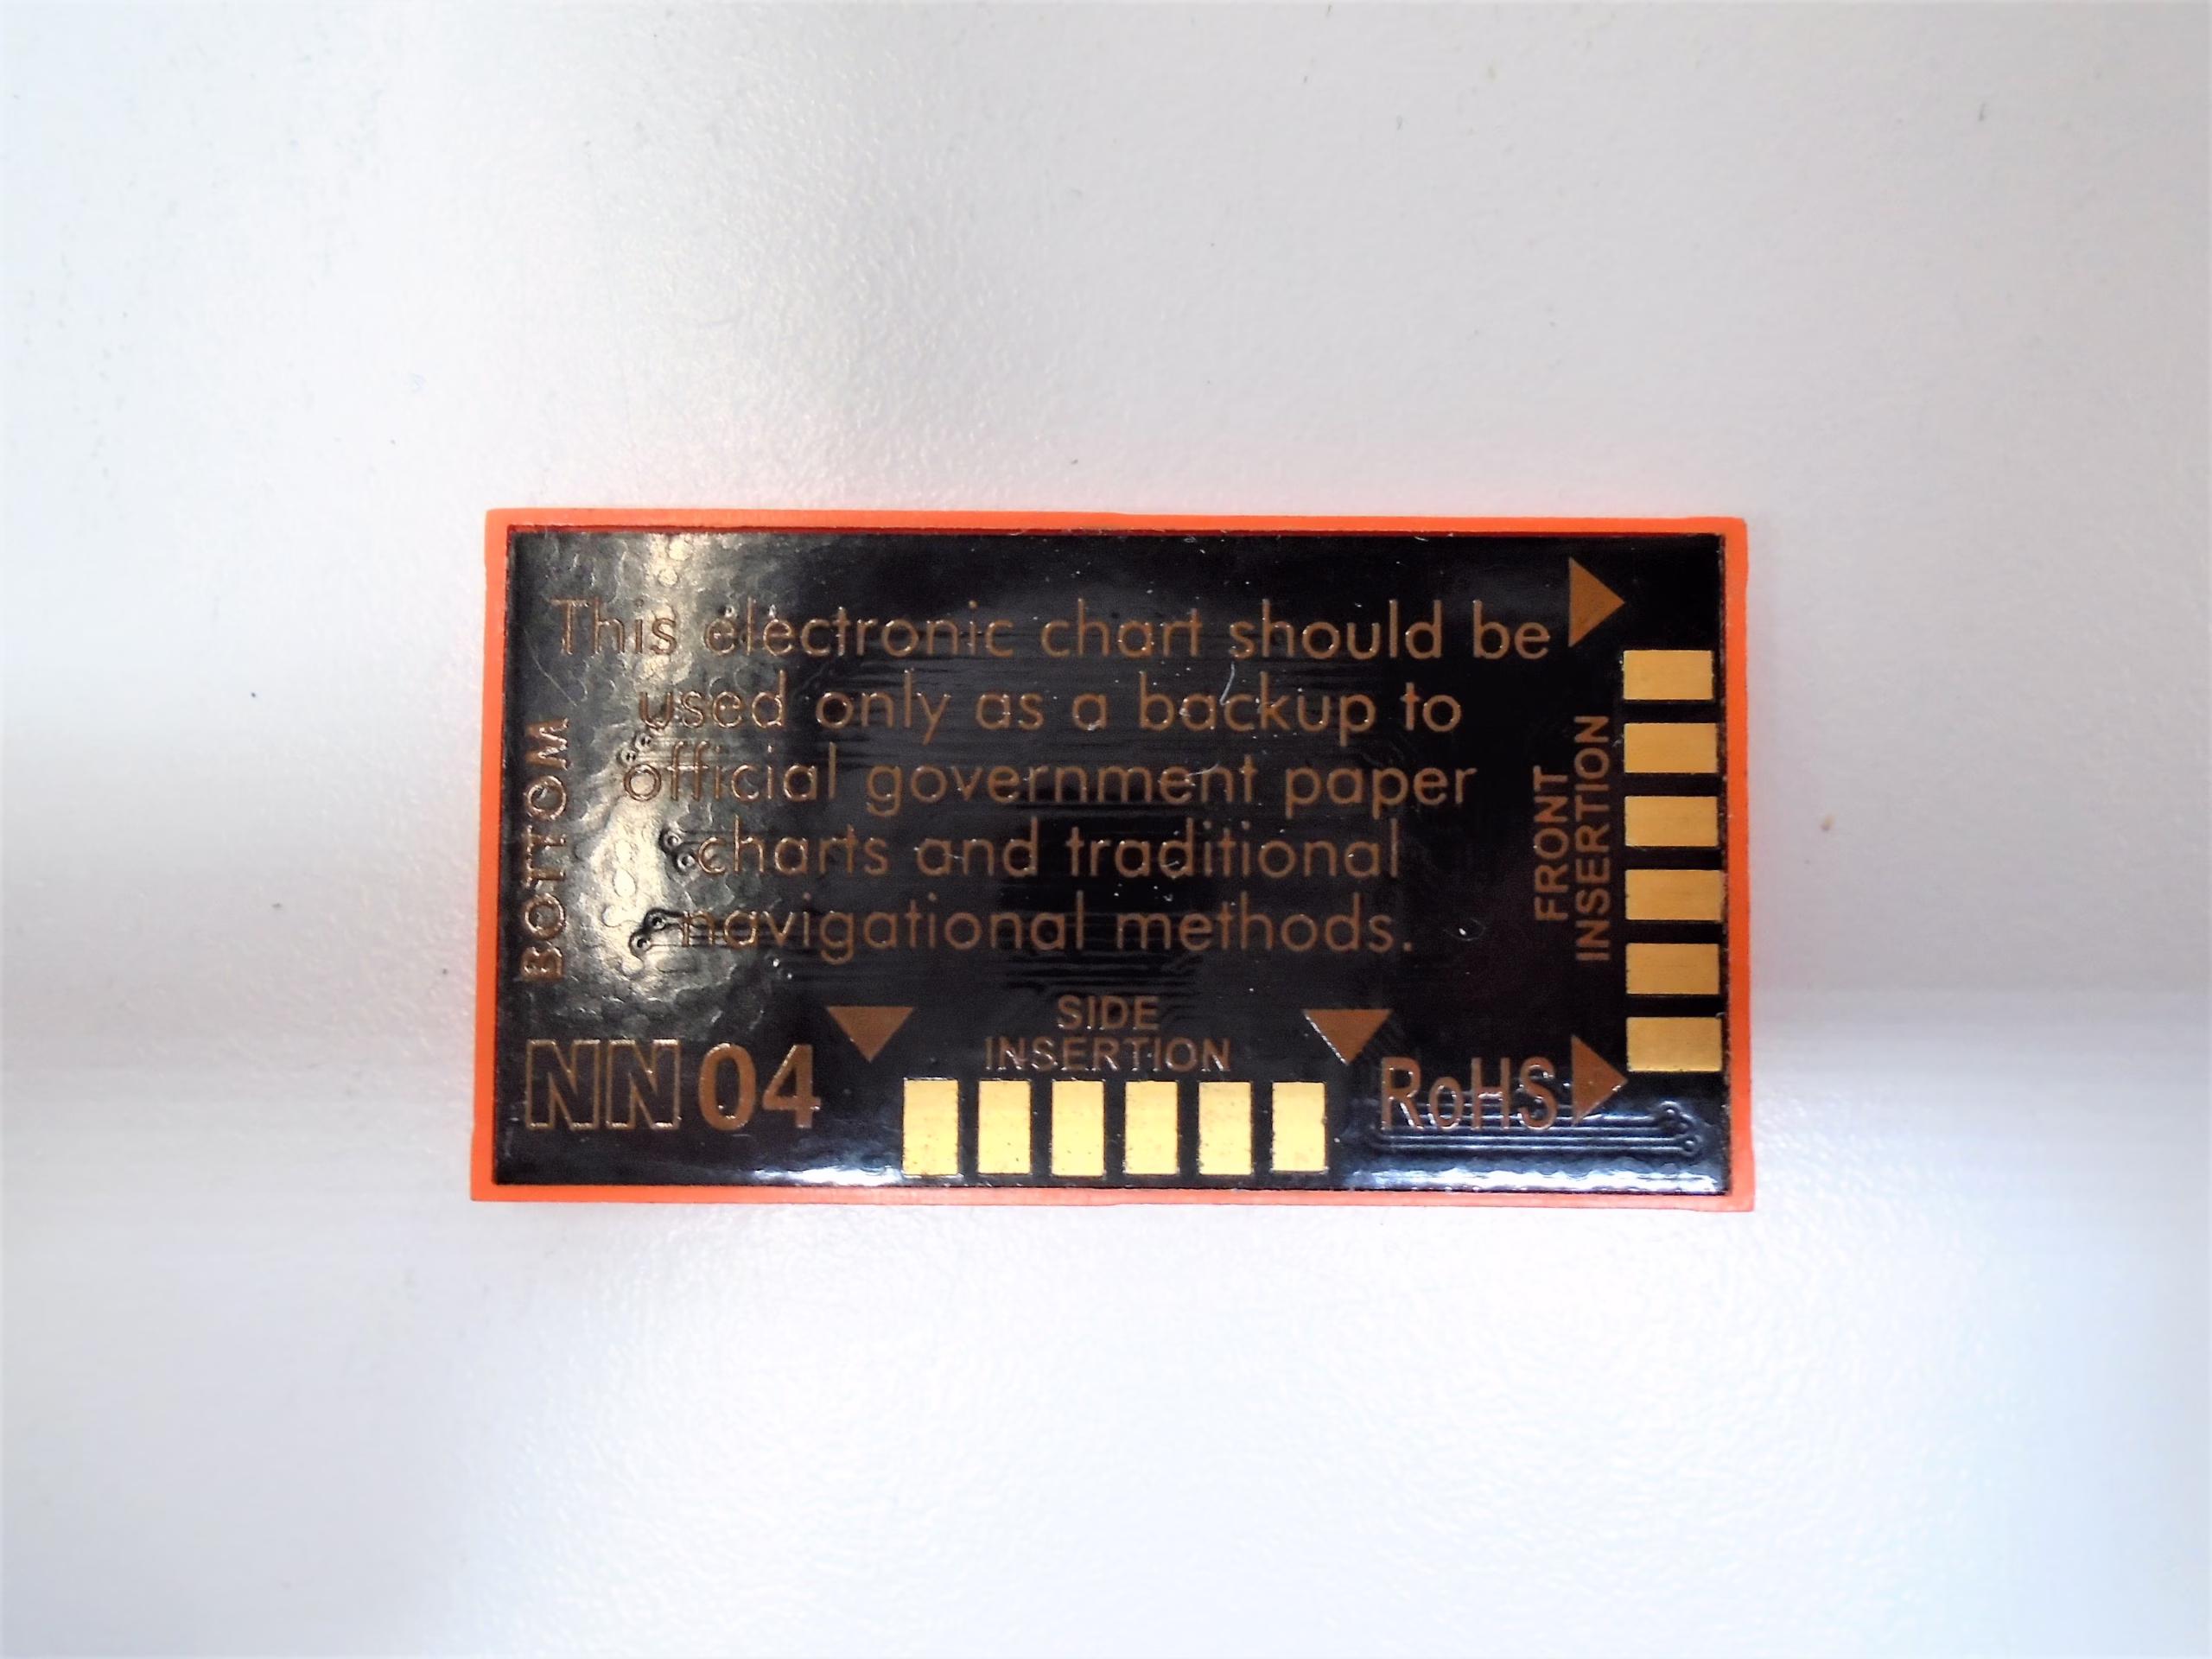 This electronic chart should be
used only as a backup to
official government paper
charts and traditional
navigational methods.
BOTTOM
FRONT
INSERTION
SIDE
INSERTION
NN 04
RoHS